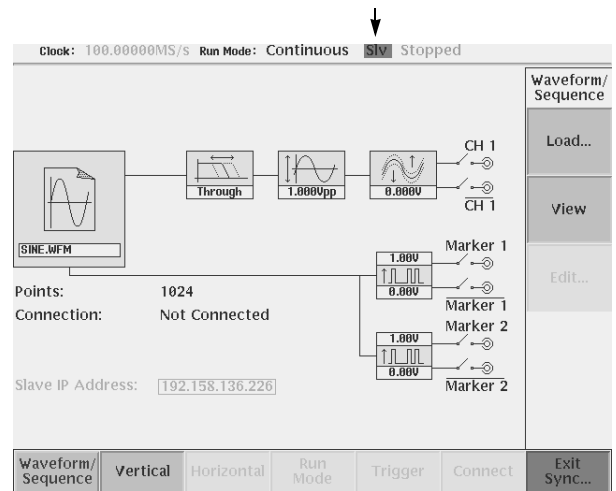 Clock: 100.00000MS/s Run Mode: Continuous Slv Stopped
Waveform/
Sequence
Load...
View
Edit...
CH 1
Through
1.000Vpp
0.000V
CH 1
SINE.WFM
Marker 1
1.00V
0.00V
Marker 1
Points: 1024
Connection: Not Connected
Marker 2
1.00V
0.00V
Marker 2
Slave IP Address: 192.158.136.226
Waveform/
Sequence
Vertical
Horizontal
Run
Mode
Trigger
Connect
Exit
Sync...